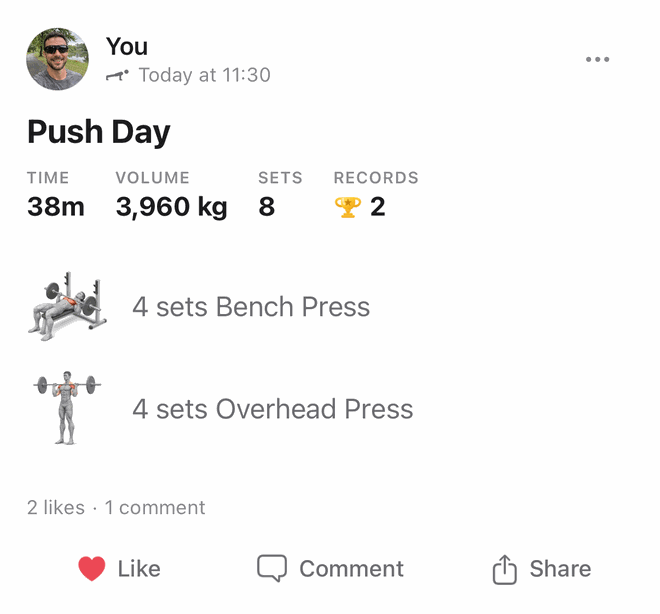 You
Today at 11:30
Push Day
TIME VOLUME SETS RECORDS
38m 3,960 kg 8 2
4 sets Bench Press
4 sets Overhead Press
2 likes · 1 comment
Like Comment Share